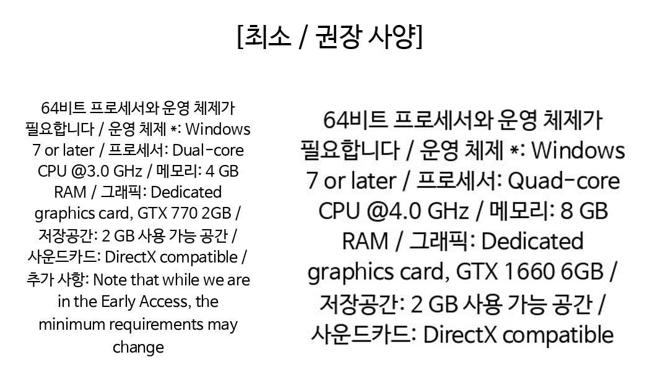 [최소 / 권장 사양]
64비트 프로세서와 운영 체제가
필요합니다 / 운영 체제 *: Windows
7 or later / 프로세서: Dual-core
CPU @3.0 GHz / 메모리: 4 GB
RAM / 그래픽: Dedicated
graphics card, GTX 770 2GB /
저장공간: 2 GB 사용 가능 공간 /
사운드카드: DirectX compatible /
추가 사항: Note that while we are
in the Early Access, the
minimum requirements may
change
64비트 프로세서와 운영 체제가
필요합니다 / 운영 체제 *: Windows
7 or later / 프로세서: Quad-core
CPU @4.0 GHz / 메모리: 8 GB
RAM / 그래픽: Dedicated
graphics card, GTX 1660 6GB /
저장공간: 2 GB 사용 가능 공간 /
사운드카드: DirectX compatible